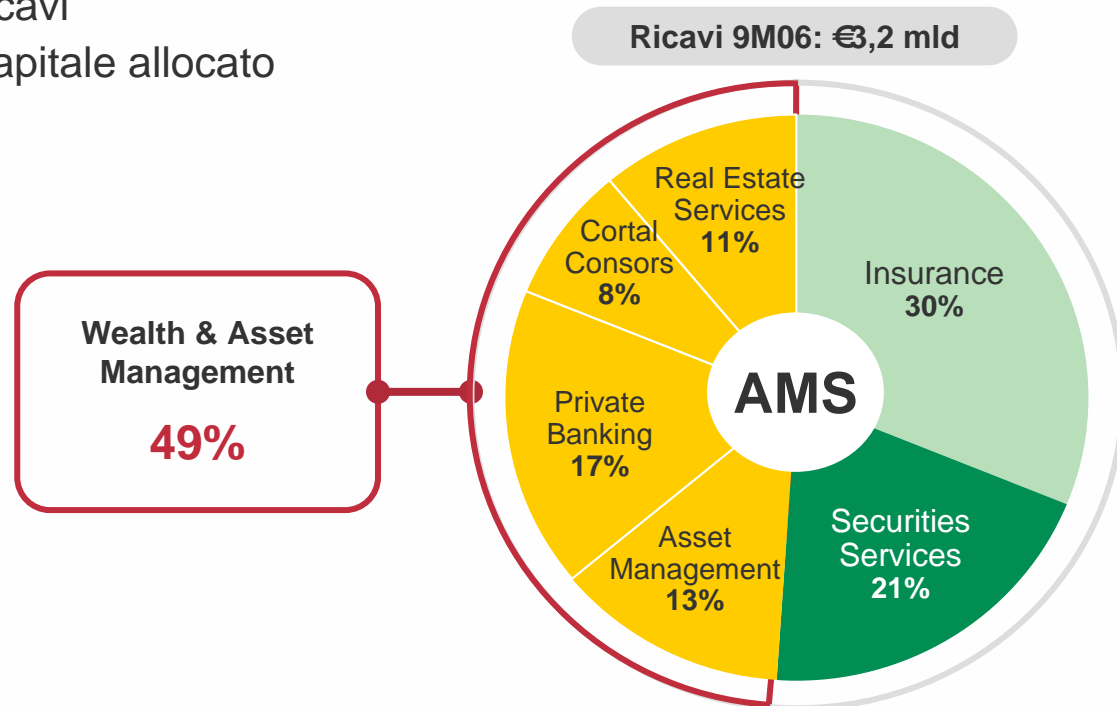 cavi
apitale allocato
Ricavi 9M06: €3,2 mld
Real Estate
Services
11%
Cortal
Consors
8%
Insurance
30%
Wealth & Asset
Management
49%
AMS
Private
Banking
17%
Securities
Services
21%
Asset
Management
13%